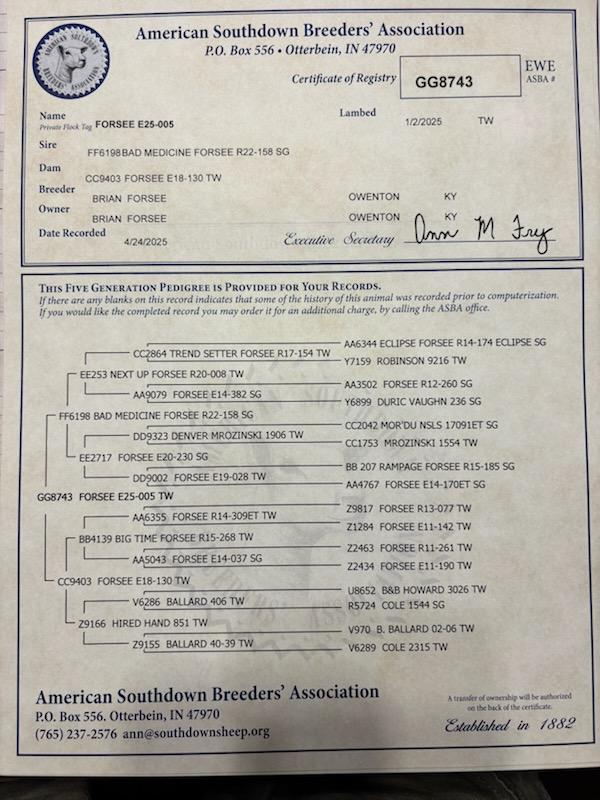 American Southdown Breeders' Association
P.O. Box 556 • Otterbein, IN 47970
AMERICAN SOUTHDOWN BREEDERS' ASSOCIATION
Certificate of Registry
GG8743
EWE
ASBA #
Name
Private Flock Tag FORSEE E25-005
Lambed
1/2/2025 TW
Sire
FF6198 BAD MEDICINE FORSEE R22-158 SG
Dam
CC9403 FORSEE E18-130 TW
Breeder
BRIAN FORSEE OWENTON KY
Owner
BRIAN FORSEE OWENTON KY
Date Recorded
4/24/2025
Executive Secretary Ann M Fry
THIS FIVE GENERATION PEDIGREE IS PROVIDED FOR YOUR RECORDS.
If there are any blanks on this record indicates that some of the history of this animal was recorded prior to computerization.
If you would like the completed record you may order it for an additional charge, by calling the ASBA office.
AA6344 ECLIPSE FORSEE R14-174 ECLIPSE SG
CC2864 TREND SETTER FORSEE R17-154 TW
Y7159 ROBINSON 9216 TW
EE253 NEXT UP FORSEE R20-008 TW
AA3502 FORSEE R12-260 SG
AA9079 FORSEE E14-382 SG
Y6899 DURIC VAUGHN 236 SG
FF6198 BAD MEDICINE FORSEE R22-158 SG
CC2042 MOR'DU NSLS 17091ET SG
DD9323 DENVER MROZINSKI 1906 TW
CC1753 MROZINSKI 1554 TW
EE2717 FORSEE E20-230 SG
BB 207 RAMPAGE FORSEE R15-185 SG
DD9002 FORSEE E19-028 TW
AA4767 FORSEE E14-170ET SG
GG8743 FORSEE E25-005 TW
Z9817 FORSEE R13-077 TW
AA6355 FORSEE R14-309ET TW
Z1284 FORSEE E11-142 TW
BB4139 BIG TIME FORSEE R15-268 TW
Z2463 FORSEE R11-261 TW
AA5043 FORSEE E14-037 SG
Z2434 FORSEE E11-190 TW
CC9403 FORSEE E18-130 TW
U8652 B&B HOWARD 3026 TW
V6286 BALLARD 406 TW
R5724 COLE 1544 SG
Z9166 HIRED HAND 851 TW
V970 B. BALLARD 02-06 TW
Z9155 BALLARD 40-39 TW
V6289 COLE 2315 TW
American Southdown Breeders' Association
P.O. Box 556. Otterbein, IN 47970
(765) 237-2576 ann@southdownsheep.org
A transfer of ownership will be authorized
on the back of the certificate.
Established in 1882